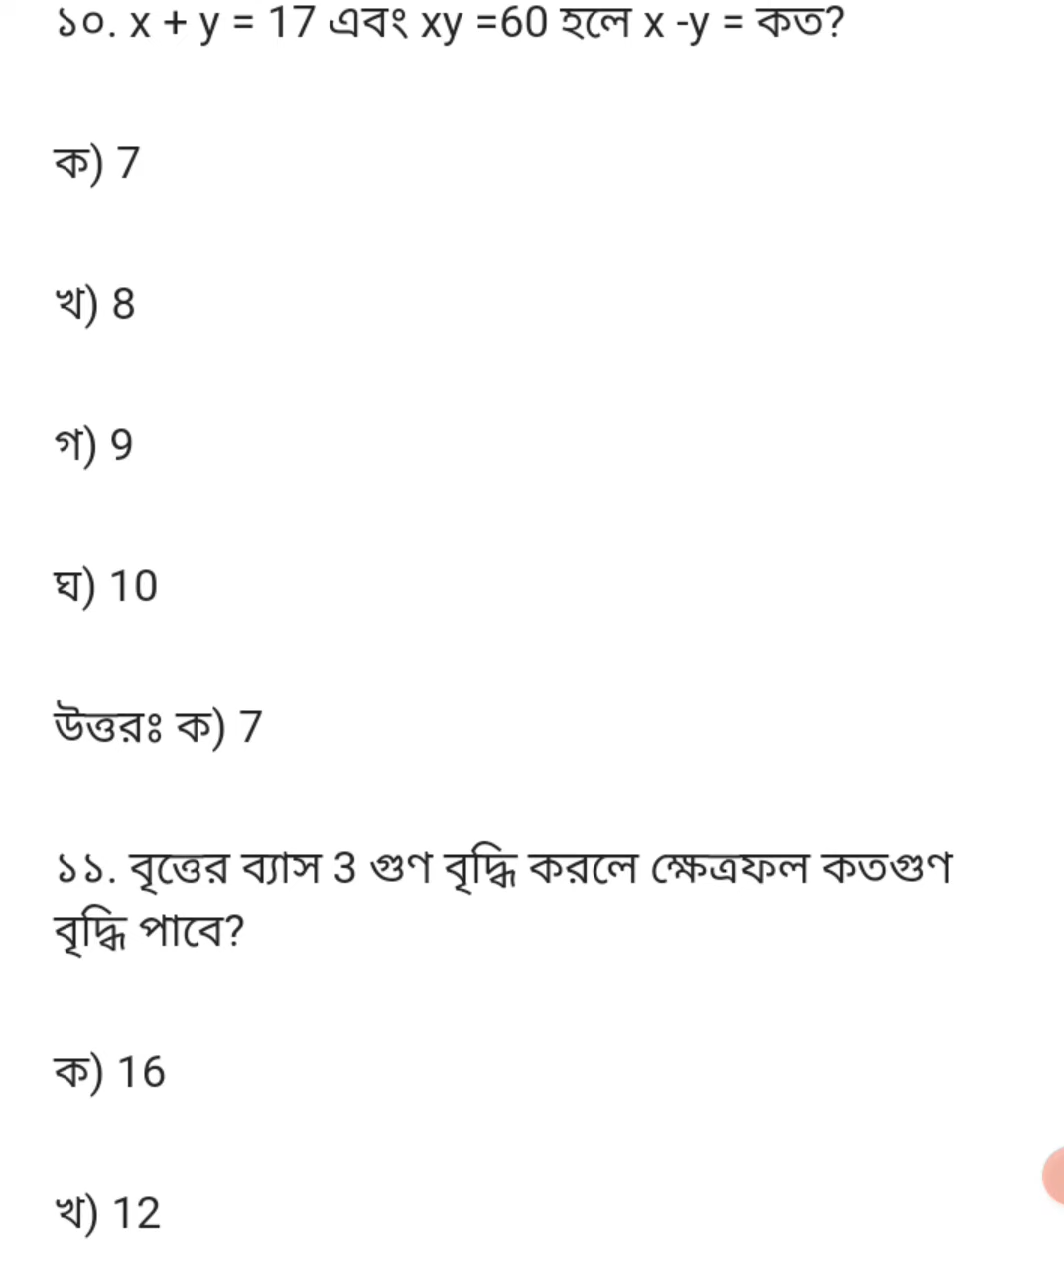 ১০. x + y = 17 এবং xy =60 হলে x -y = কত?
ক) 7
খ) 8
গ) 9
ঘ) 10
উত্তরঃ ক) 7
১১. বৃত্তের ব্যাস 3 গুণ বৃদ্ধি করলে ক্ষেত্রফল কতগুণ
বৃদ্ধি পাবে?
ক) 16
খ) 12